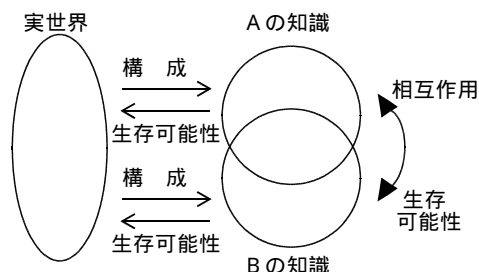 実世界
Aの知識
構 成
生存可能性
相互作用
構 成
生存可能性
生存
可能性
Bの知識